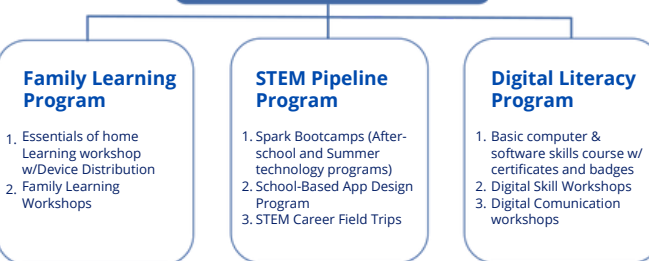 Family Learning
Program
1. Essentials of home
Learning workshop
w/Device Distribution
2. Family Learning
Workshops
STEM Pipeline
Program
1. Spark Bootcamps (After-
school and Summer
technology programs)
2. School-Based App Design
Program
3. STEM Career Field Trips
Digital Literacy
Program
1. Basic computer &
software skills course w/
certificates and badges
2. Digital Skill Workshops
3. Digital Comunication
workshops